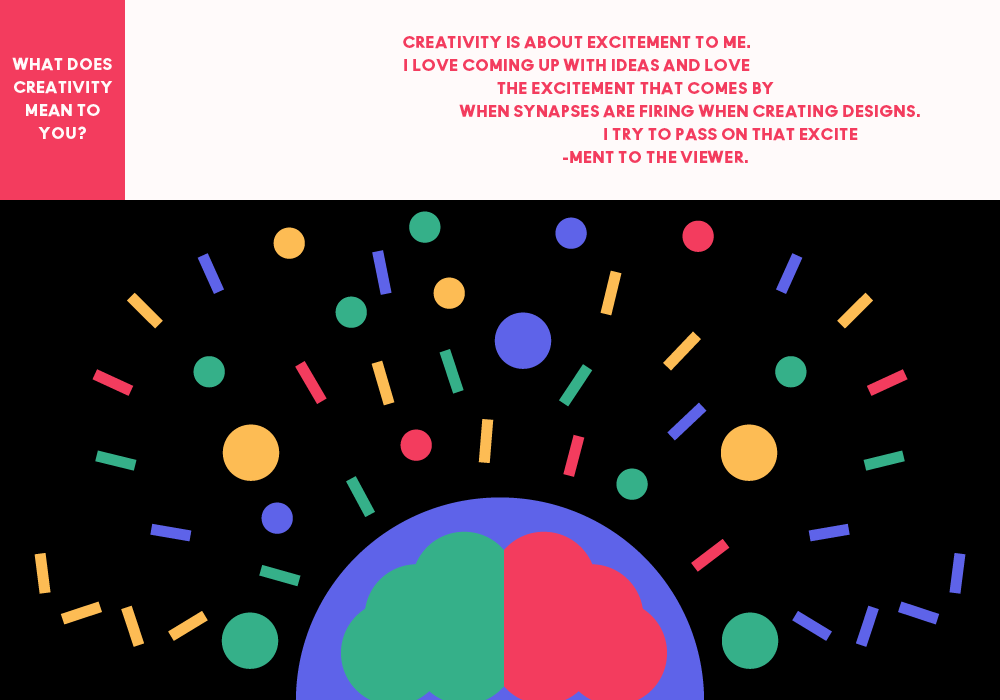 WHAT DOES
CREATIVITY
MEAN TO
YOU?
CREATIVITY IS ABOUT EXCITEMENT TO ME.
I LOVE COMING UP WITH IDEAS AND LOVE
THE EXCITEMENT THAT COMES BY
WHEN SYNAPSES ARE FIRING WHEN CREATING DESIGNS.
I TRY TO PASS ON THAT EXCITE
-MENT TO THE VIEWER.